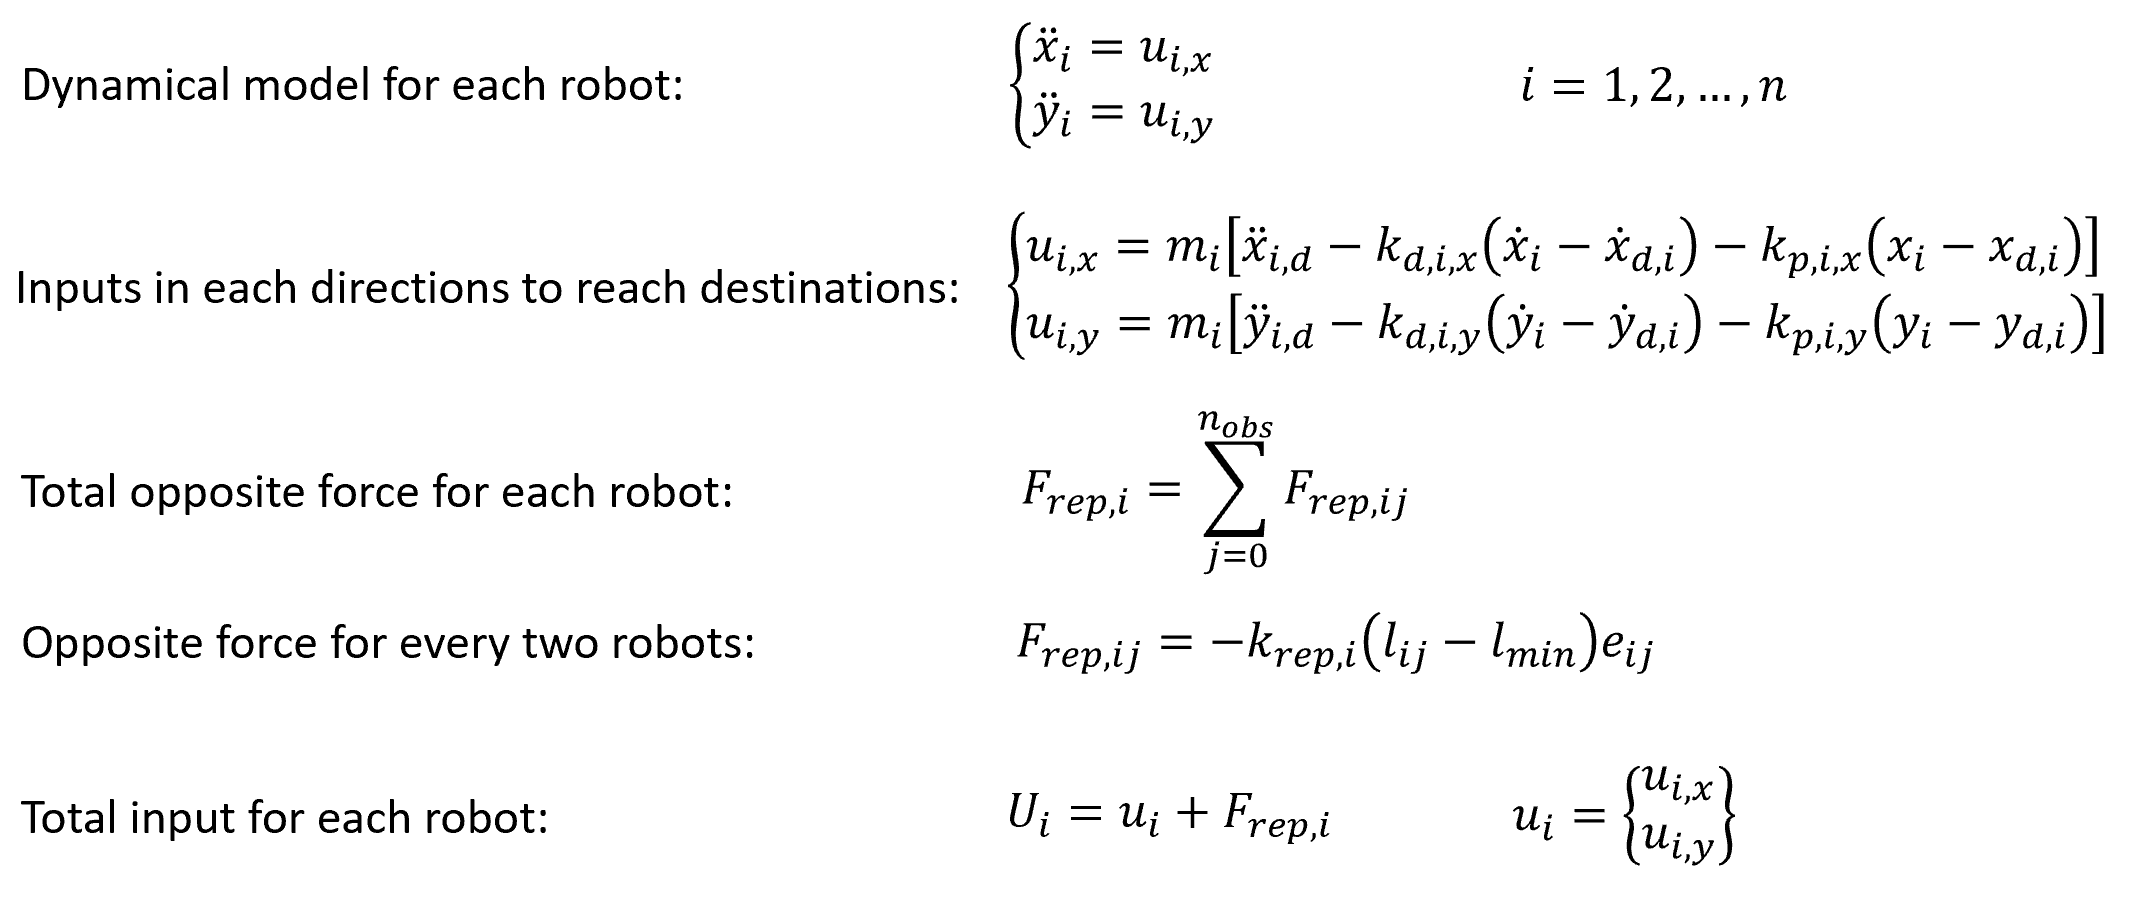 Dynamical model for each robot: {ẍ_i = u_{i,x} i = 1, 2, … , n
ÿ_i = u_{i,y}
Inputs in each directions to reach destinations: {u_{i,x} = m_i[ẍ_{i,d} − k_{d,i,x}(ẋ_i − ẋ_{d,i}) − k_{p,i,x}(x_i − x_{d,i})]
u_{i,y} = m_i[ÿ_{i,d} − k_{d,i,y}(ẏ_i − ẏ_{d,i}) − k_{p,i,y}(y_i − y_{d,i})]
Total opposite force for each robot: F_{rep,i} = ∑_{j=0}^{n_{obs}} F_{rep,ij}
Opposite force for every two robots: F_{rep,ij} = −k_{rep,i}(l_{ij} − l_{min})e_{ij}
Total input for each robot: U_i = u_i + F_{rep,i} u_i = {u_{i,x}
u_{i,y}}